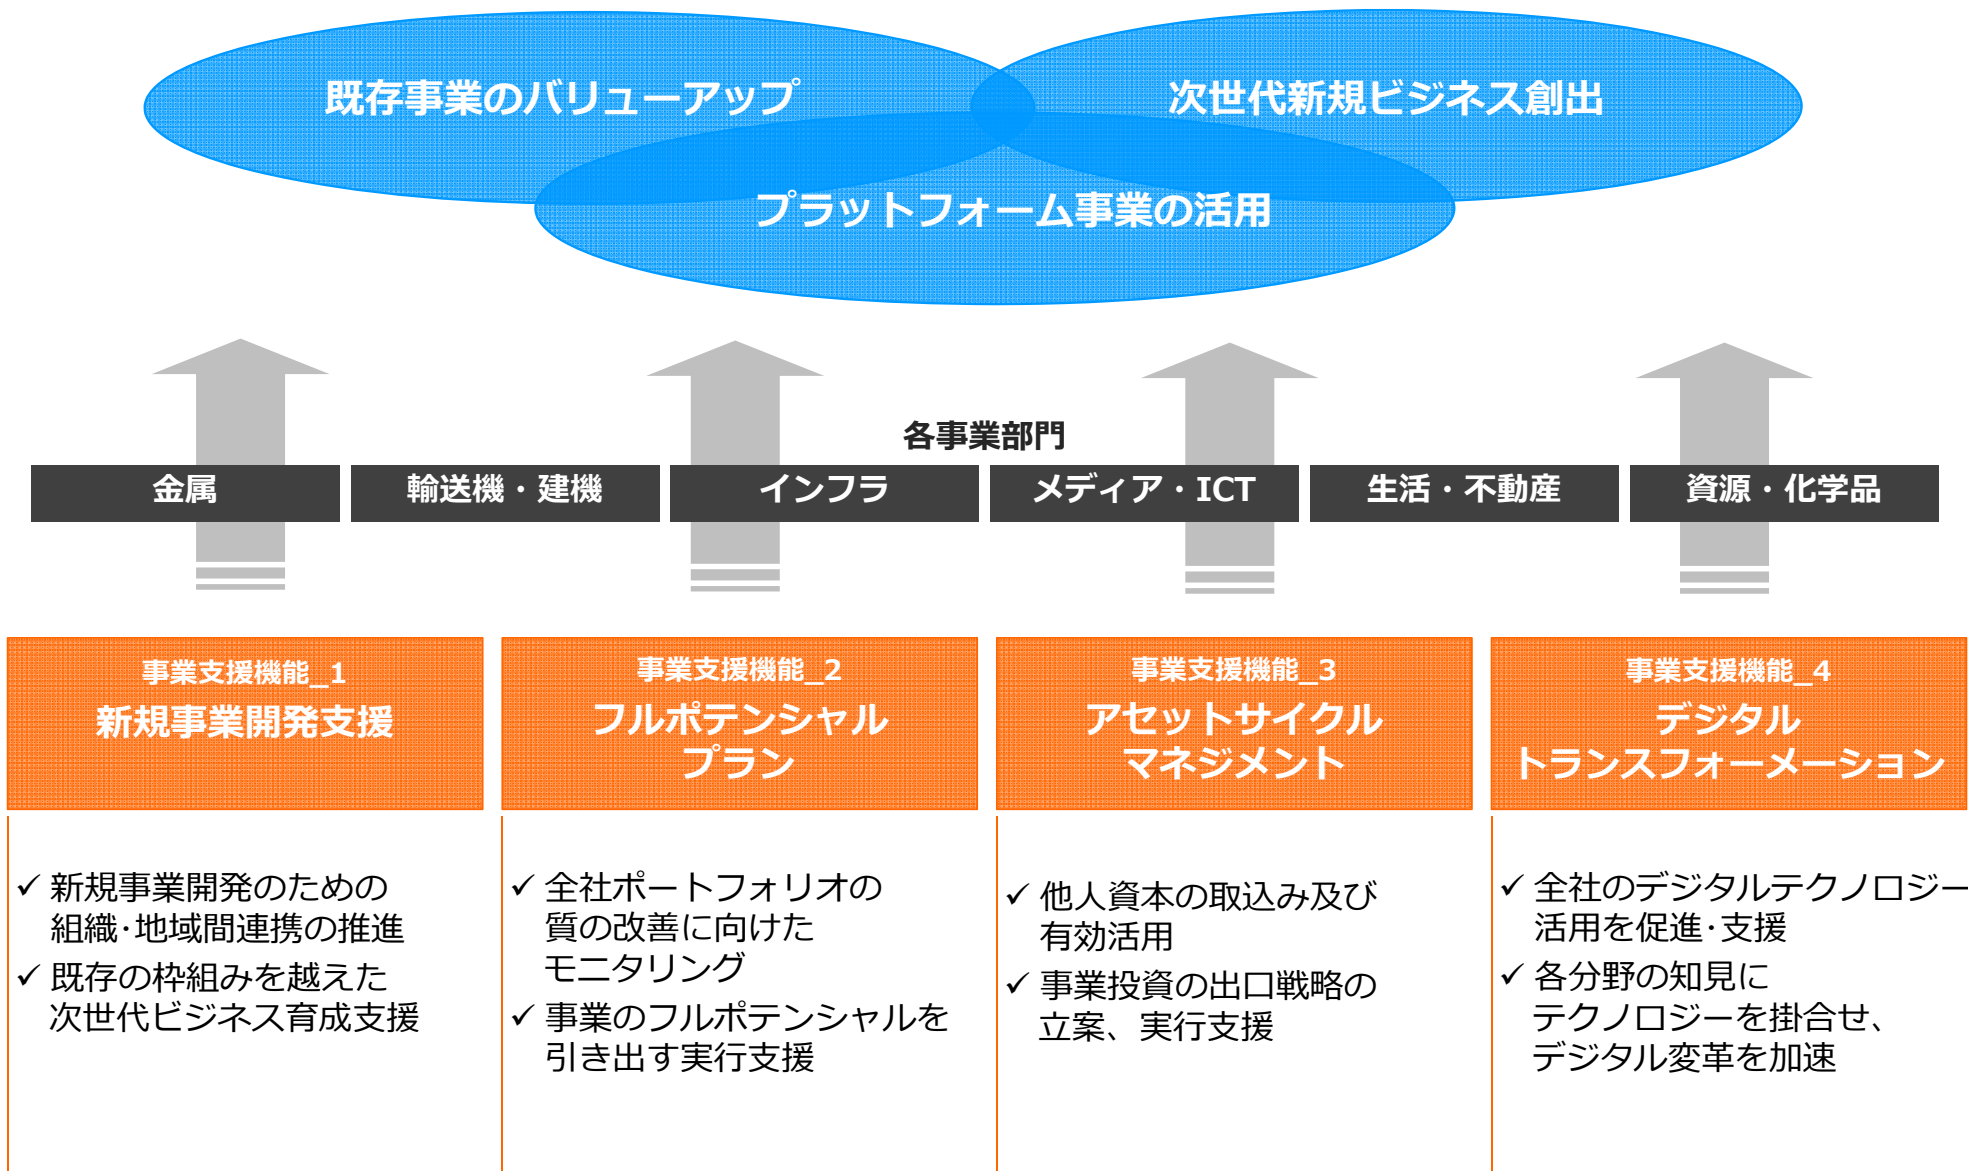 既存事業のバリューアップ
次世代新規ビジネス創出
プラットフォーム事業の活用
各事業部門
金属
輸送機・建機
インフラ
メディア・ICT
生活・不動産
資源・化学品
事業支援機能_1
新規事業開発支援
✓ 新規事業開発のための
組織･地域間連携の推進
✓ 既存の枠組みを越えた
次世代ビジネス育成支援
事業支援機能_2
フルポテンシャル
プラン
✓ 全社ポートフォリオの
質の改善に向けた
モニタリング
✓ 事業のフルポテンシャルを
引き出す実行支援
事業支援機能_3
アセットサイクル
マネジメント
✓ 他人資本の取込み及び
有効活用
✓ 事業投資の出口戦略の
立案、実行支援
事業支援機能_4
デジタル
トランスフォーメーション
✓ 全社のデジタルテクノロジー
活用を促進･支援
✓ 各分野の知見に
テクノロジーを掛合せ、
デジタル変革を加速